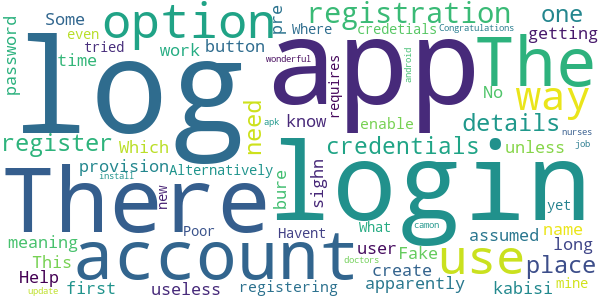 pre
Some
option
registration
one
even
tried
button
Where
credetials
Congratulations
getting
password
time
work
log
app
The
wonderful
requires
android
No
way
apk
know
enable
need
details
register
Which
credentials
unless
nurses
job
provision
Alternatively
sighn
login
There
install
new
bure
yet
Poor
Havent
What
camon
assumed
name
meaning
account
user
Fake
use
long
This
doctors
create
apparently
place
Help
first
useless
registering
kabisi
mine
update